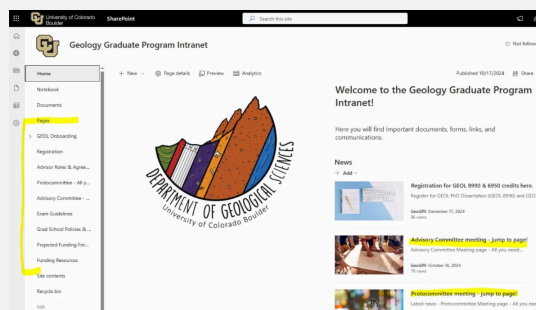 University of Colorado
Boulder
SharePoint
Search this site
Geology Graduate Program Intranet
Not follow
Home
Notebook
Documents
Pages
GEOL Onboarding
Registration
Advisor Roles & Agree...
Protocommittee - All y...
Advisory Committee - ...
Exam Guidelines
Grad School Policies & ...
Projected Funding For...
Funding Resources
Site contents
Recycle bin
Edit
+ New
Page details
Preview
Analytics
Published 10/17/2024
Share
DEPARTMENT OF GEOLOGICAL SCIENCES
University of Colorado Boulder
Welcome to the Geology Graduate Program
Intranet!
Here you will find important documents, forms, links, and
communications.
News
+ Add
Registration for GEOL 8990 & 6950 credits here.
Register for GEOL PhD Dissertation (GEOL 8990) and GEO
GeolGPA December 17, 2024
Advisory Committee meeting - jump to page!
Advisory Committee Meeting page - All you need:...
GeolGPA October 16, 2024
78 views
Protocommittee meeting - jump to page!
Latest news - Protocommittee Meeting page - All you nee